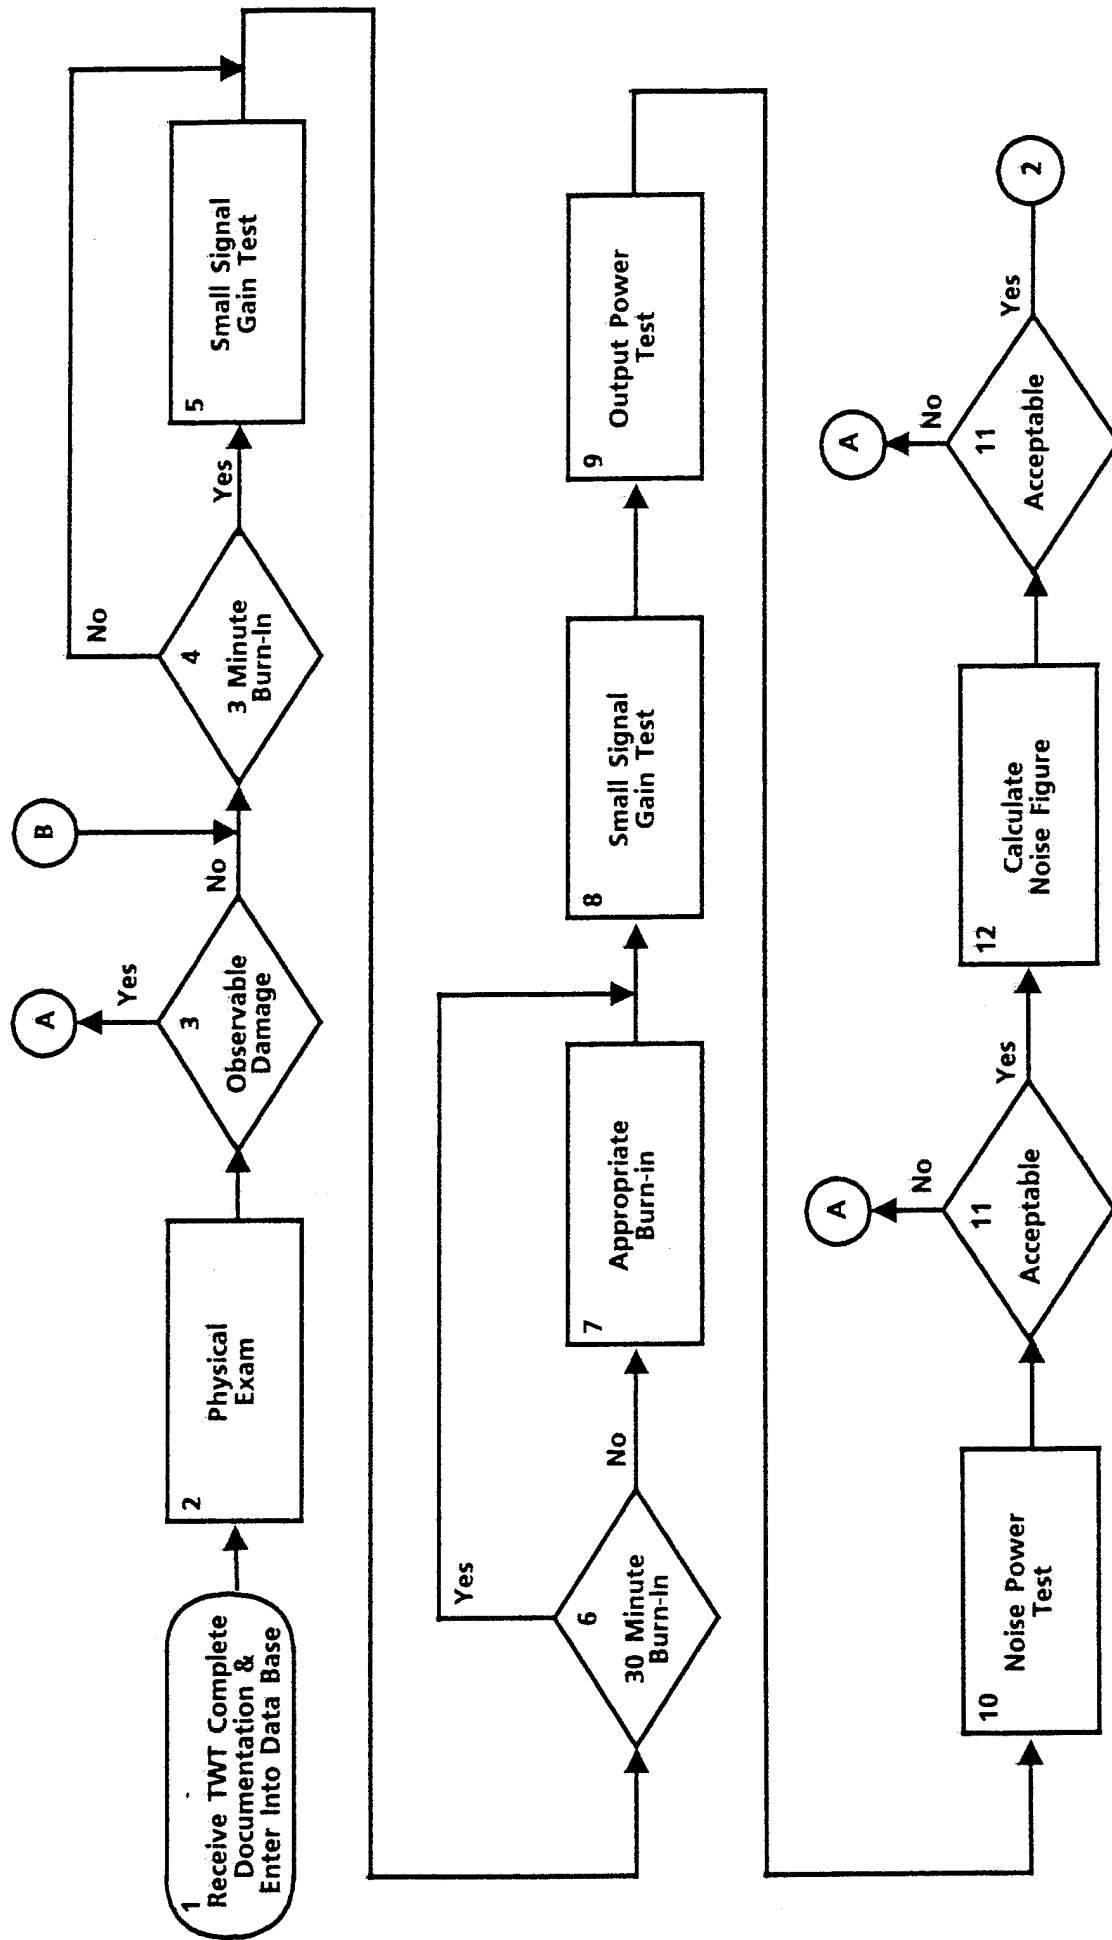 1
Receive TWT Complete
Documentation &
Enter Into Data Base
2
Physical
Exam
3
Observable
Damage
Yes
A
No
B
4
3 Minute
Burn-In
No
Yes
5
Small Signal
Gain Test
6
30 Minute
Burn-In
Yes
No
7
Appropriate
Burn-in
8
Small Signal
Gain Test
9
Output Power
Test
10
Noise Power
Test
11
Acceptable
No
A
Yes
12
Calculate
Noise Figure
11
Acceptable
No
A
Yes
2